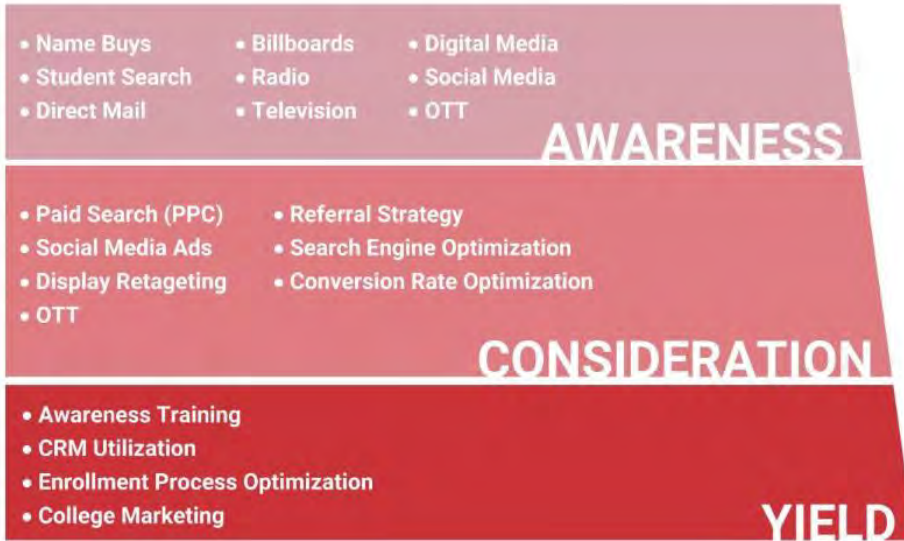 • Name Buys
• Student Search
• Direct Mail
• Billboards
• Radio
• Television
• Digital Media
• Social Media
• OTT
AWARENESS
• Paid Search (PPC)
• Social Media Ads
• Display Retageting
• OTT
• Referral Strategy
• Search Engine Optimization
• Conversion Rate Optimization
CONSIDERATION
• Awareness Training
• CRM Utilization
• Enrollment Process Optimization
• College Marketing
YIELD